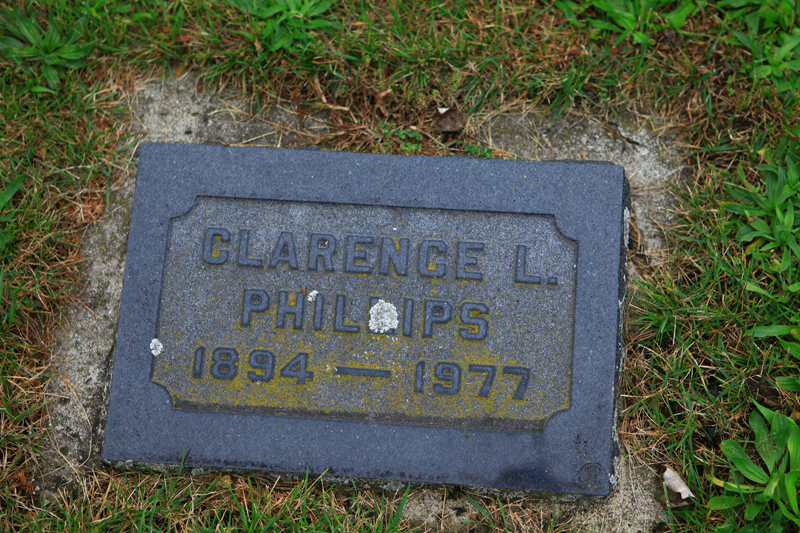 CLARENCE L.
PHILLIPS
1894 — 1977